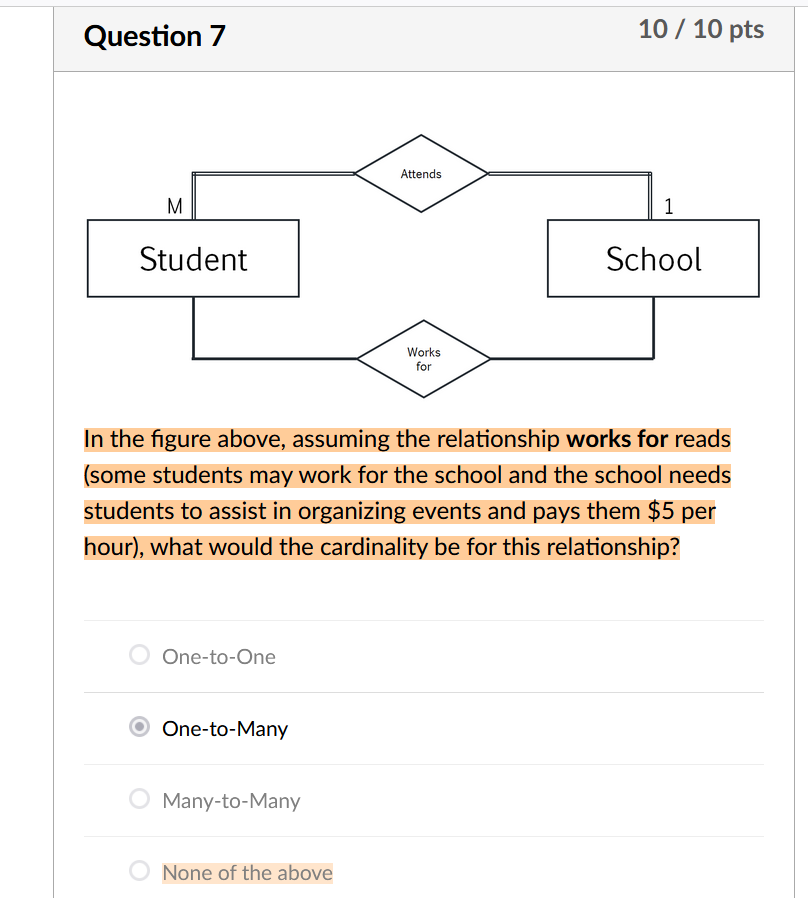 Question 7
10 / 10 pts
Attends
M
1
Student
School
Works
for
In the figure above, assuming the relationship works for reads
(some students may work for the school and the school needs
students to assist in organizing events and pays them $5 per
hour), what would the cardinality be for this relationship?
One-to-One
One-to-Many
Many-to-Many
None of the above